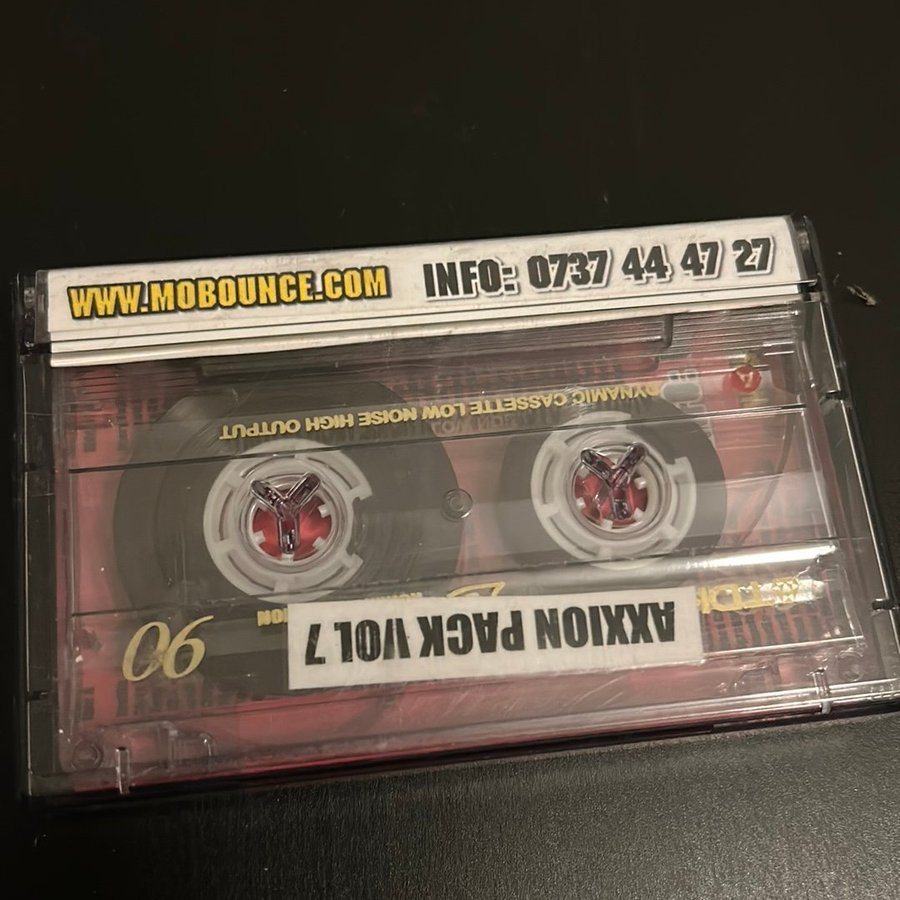 WWW.MOBOUNCE.COM INFO: 0737 44 47 27
A
DYNAMIC CASSETTE LOW NOISE HIGH OUTPUT
TDK
90
AXXION PACK VOL 7